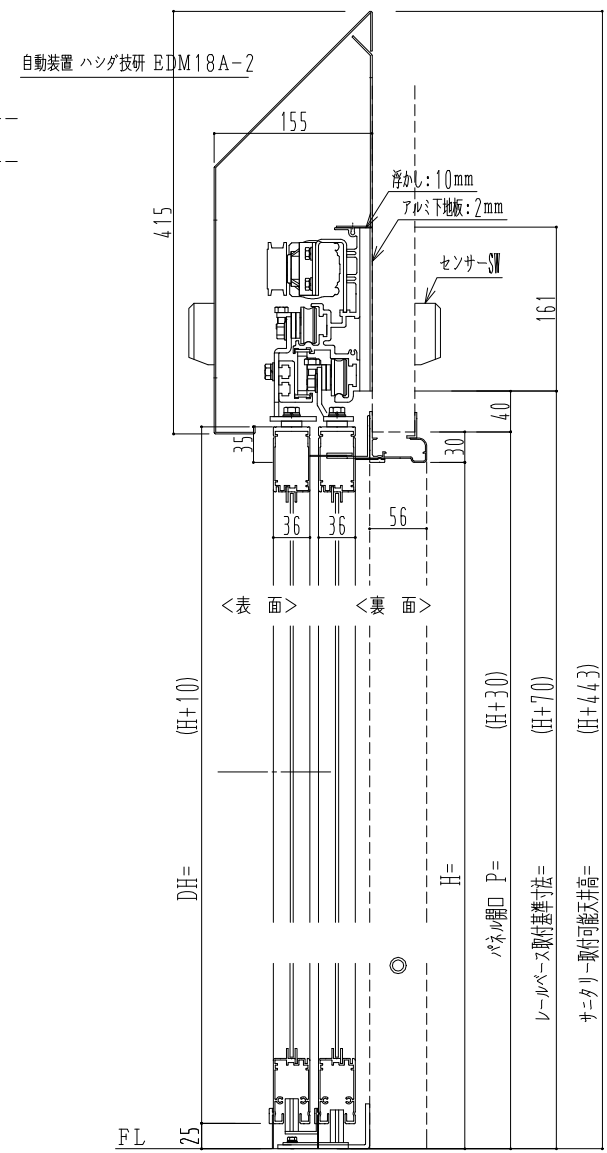 自動装置 ハシダ技研 EDM18A-2
155
浮かし:10mm
アルミ下地板:2mm
415
センサーSW
161
40
35
30
36
36
56
<表 面>
<裏 面>
(H+10)
(H+30)
(H+70)
(H+443)
DH=
H=
パネル開口 P=
レールベース取付基準寸法=
サニタリー取付可能天井高=
FL
25